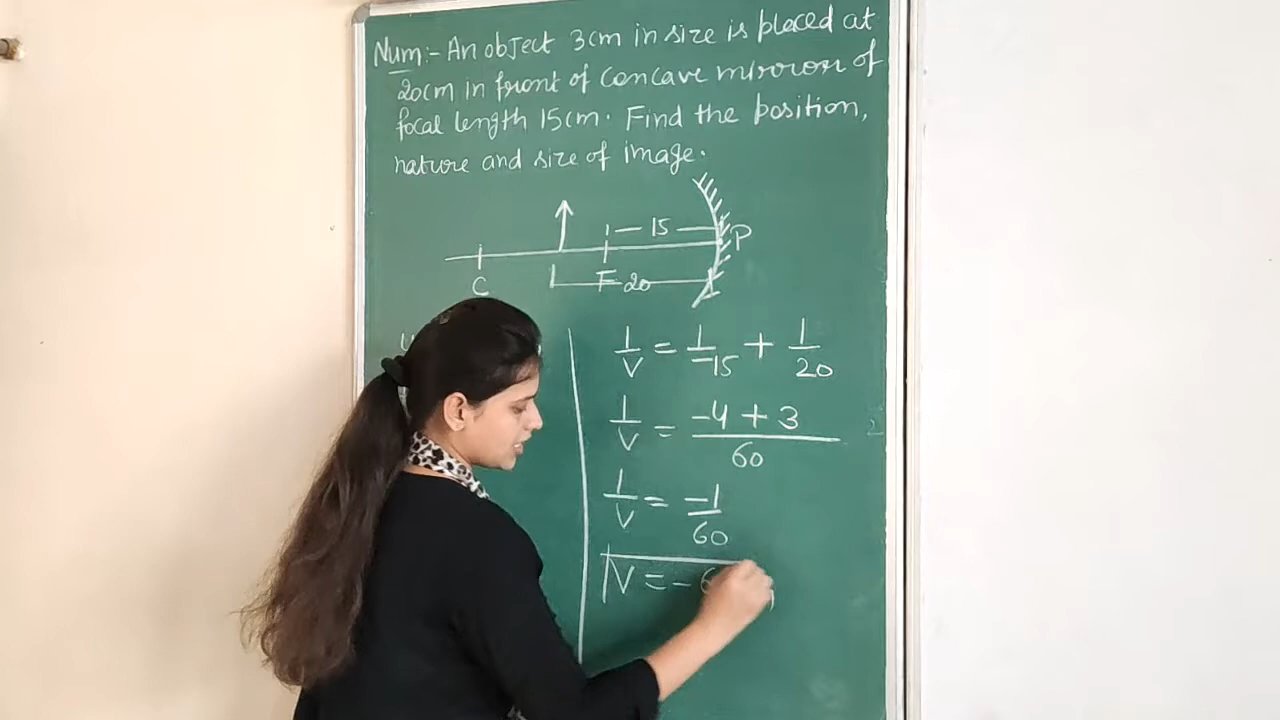 Num:- An object 3cm in size is placed at
20cm in front of concave mirror of
focal length 15cm. Find the position,
nature and size of image.
15
P
C
F
20
1/V = 1/-15 + 1/20
1/V = -4 + 3/60
1/V = -1/60
V = -6